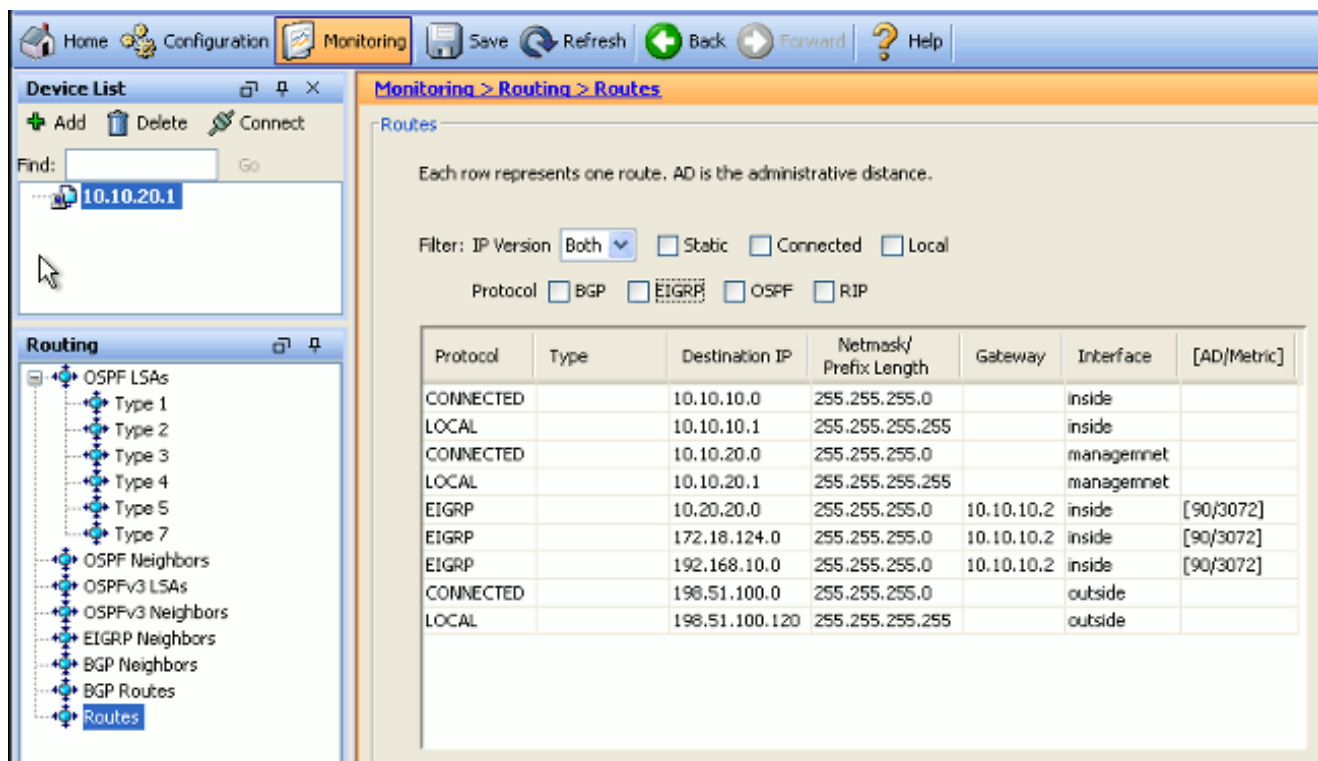 Home Configuration Monitoring Save Refresh Back Forward Help
Device List
Add Delete Connect
Find: Go
10.10.20.1
Routing
OSPF LSAs
Type 1
Type 2
Type 3
Type 4
Type 5
Type 7
OSPF Neighbors
OSPFv3 LSAs
OSPFv3 Neighbors
EIGRP Neighbors
BGP Neighbors
BGP Routes
Routes
Monitoring > Routing > Routes
Routes
Each row represents one route. AD is the administrative distance.
Filter: IP Version Both Static Connected Local
Protocol BGP EIGRP OSPF RIP
Protocol Type Destination IP Netmask/ Prefix Length Gateway Interface [AD/Metric]
CONNECTED 10.10.10.0 255.255.255.0 inside
LOCAL 10.10.10.1 255.255.255.255 inside
CONNECTED 10.10.20.0 255.255.255.0 managemnet
LOCAL 10.10.20.1 255.255.255.255 managemnet
EIGRP 10.20.20.0 255.255.255.0 10.10.10.2 inside [90/3072]
EIGRP 172.18.124.0 255.255.255.0 10.10.10.2 inside [90/3072]
EIGRP 192.168.10.0 255.255.255.0 10.10.10.2 inside [90/3072]
CONNECTED 198.51.100.0 255.255.255.0 outside
LOCAL 198.51.100.120 255.255.255.255 outside